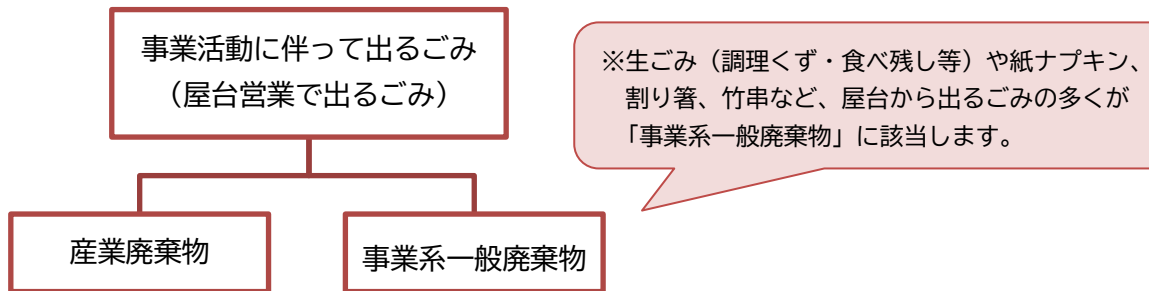 事業活動に伴って出るごみ
（屋台営業で出るごみ）
※生ごみ（調理くず・食べ残し等）や紙ナプキン、
割り箸、竹串など、屋台から出るごみの多くが
「事業系一般廃棄物」に該当します。
産業廃棄物
事業系一般廃棄物